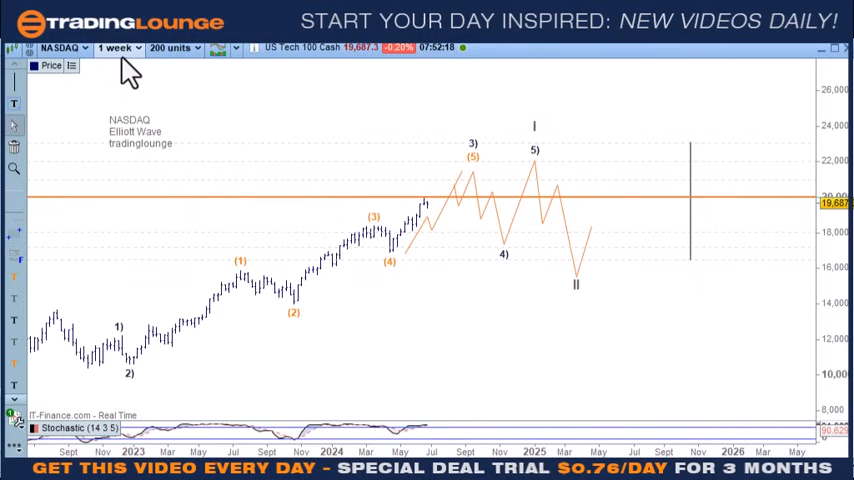 TRADINGLOUNGE
START YOUR DAY INSPIRED: NEW VIDEOS DAILY!
NASDAQ 1 week 200 units US Tech 100 Cash 19,687.3 -0.20% 07:52:18
Price
NASDAQ
Elliott Wave
tradinglounge
26,000
24,000
22,000
20,000
19,687
18,000
16,000
14,000
12,000
10,000
8,000
I
3) 5)
(5)
(3)
(4)
4)
(1)
II
(2)
1)
2)
T
T
T
T
T
T
F
IT-Finance.com - Real Time
Stochastic (14 3 5)
90.629
Sept 2023 Mar May Jul Sept Nov 2024 Mar May Jul Sept Nov 2025 Mar May Jul Sept Nov 2026 Mar May
GET THIS VIDEO EVERY DAY - SPECIAL DEAL TRIAL $0.76/DAY FOR 3 MONTHS